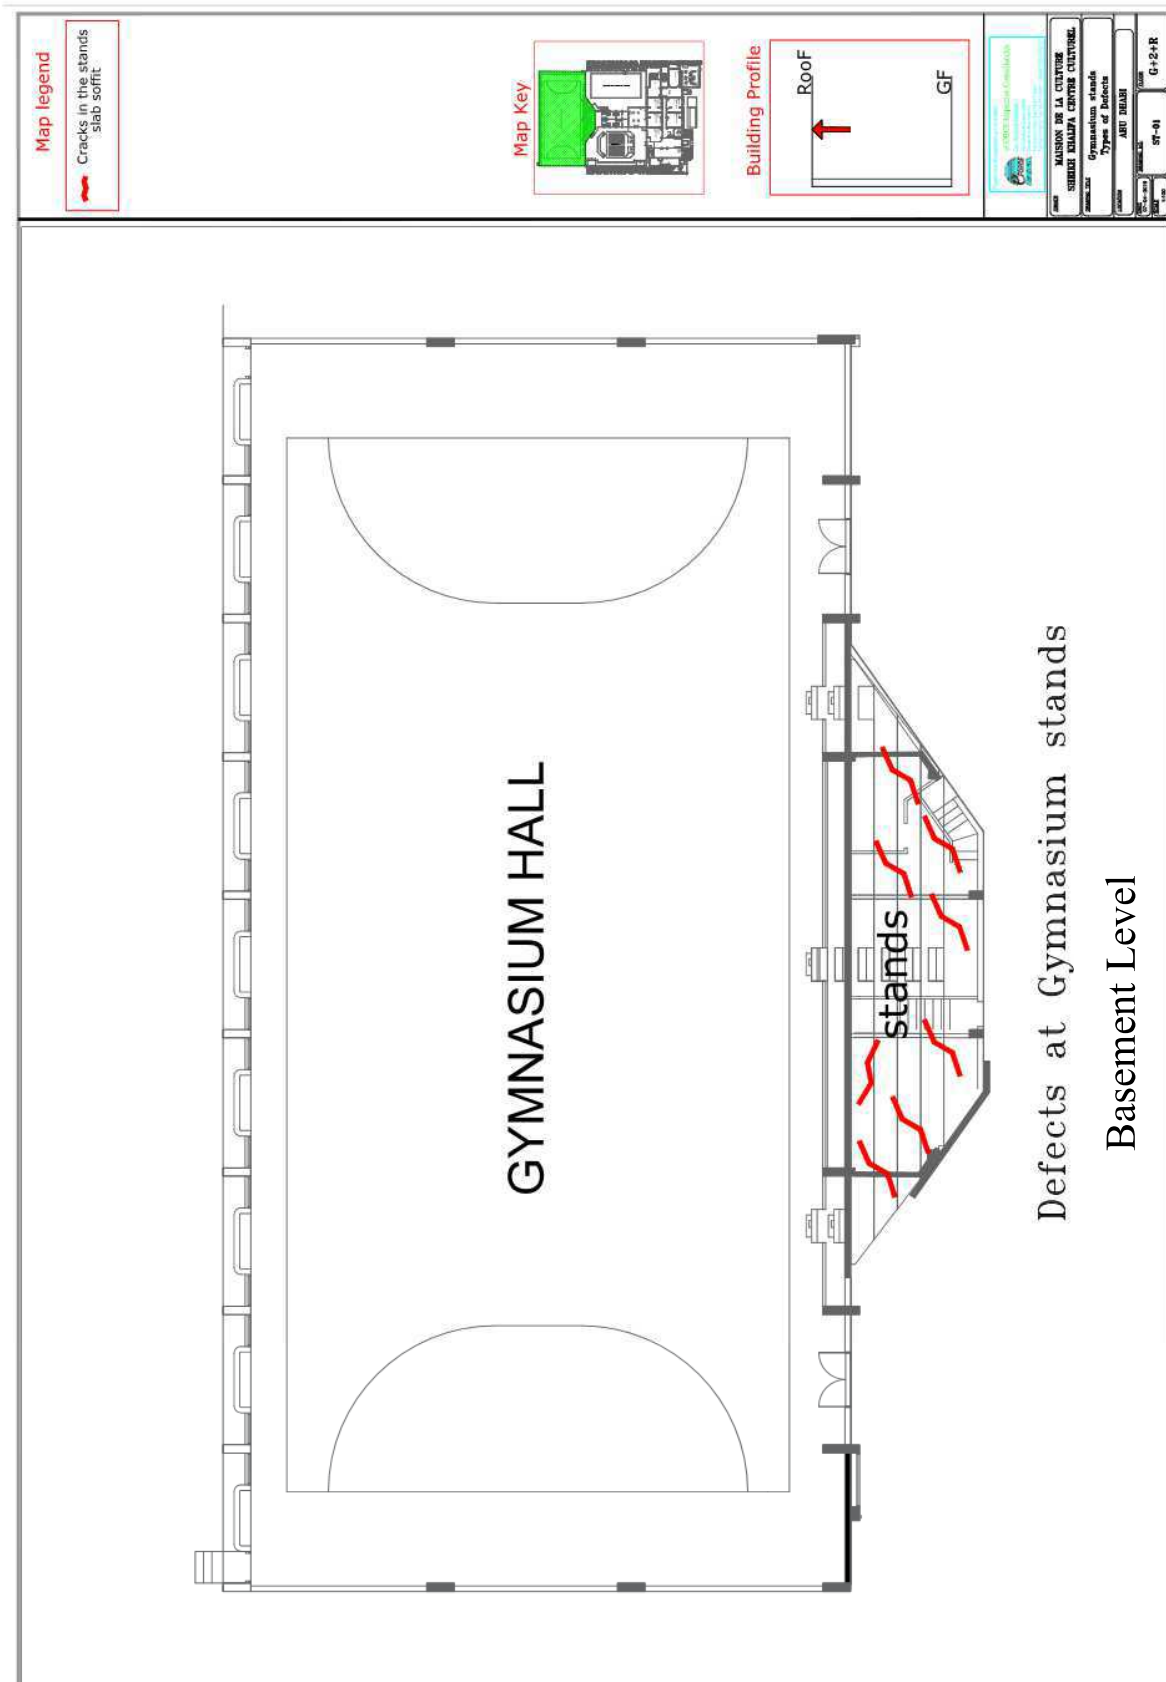 Map legend
Cracks in the stands
slab soffit
Map Key
Building Profile
RooF
GF
MAISION DE LA CULTURE
SHEIKH KHALIFA CENTRE CULTUREL
Gymnasium stands
Types of Defects
ABU DHABI
ST-01
G+2+R
GYMNASIUM HALL
stands
Defects at Gymnasium stands
Basement Level